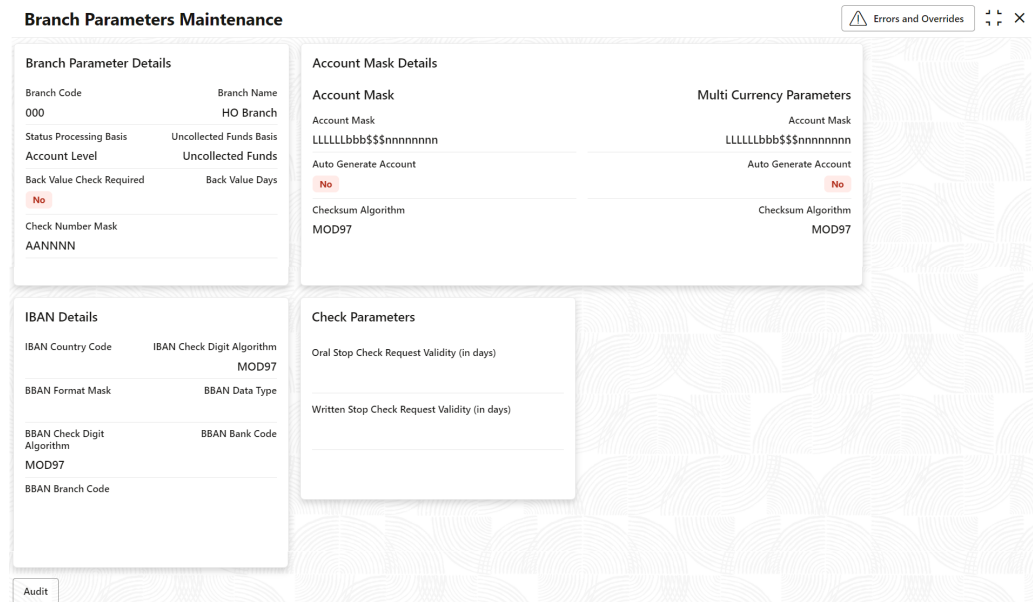 Branch Parameters Maintenance
Errors and Overrides
Branch Parameter Details
Branch Code Branch Name
000 HO Branch
Status Processing Basis Uncollected Funds Basis
Account Level Uncollected Funds
Back Value Check Required Back Value Days
No
Check Number Mask
AANNNN
Account Mask Details
Account Mask Multi Currency Parameters
Account Mask Account Mask
LLLLLLbbb$$$nnnnnnnn LLLLLLbbb$$$nnnnnnnn
Auto Generate Account Auto Generate Account
No No
Checksum Algorithm Checksum Algorithm
MOD97 MOD97
IBAN Details
IBAN Country Code IBAN Check Digit Algorithm
MOD97
BBAN Format Mask BBAN Data Type
BBAN Check Digit BBAN Bank Code
Algorithm
MOD97
BBAN Branch Code
Check Parameters
Oral Stop Check Request Validity (in days)
Written Stop Check Request Validity (in days)
Audit